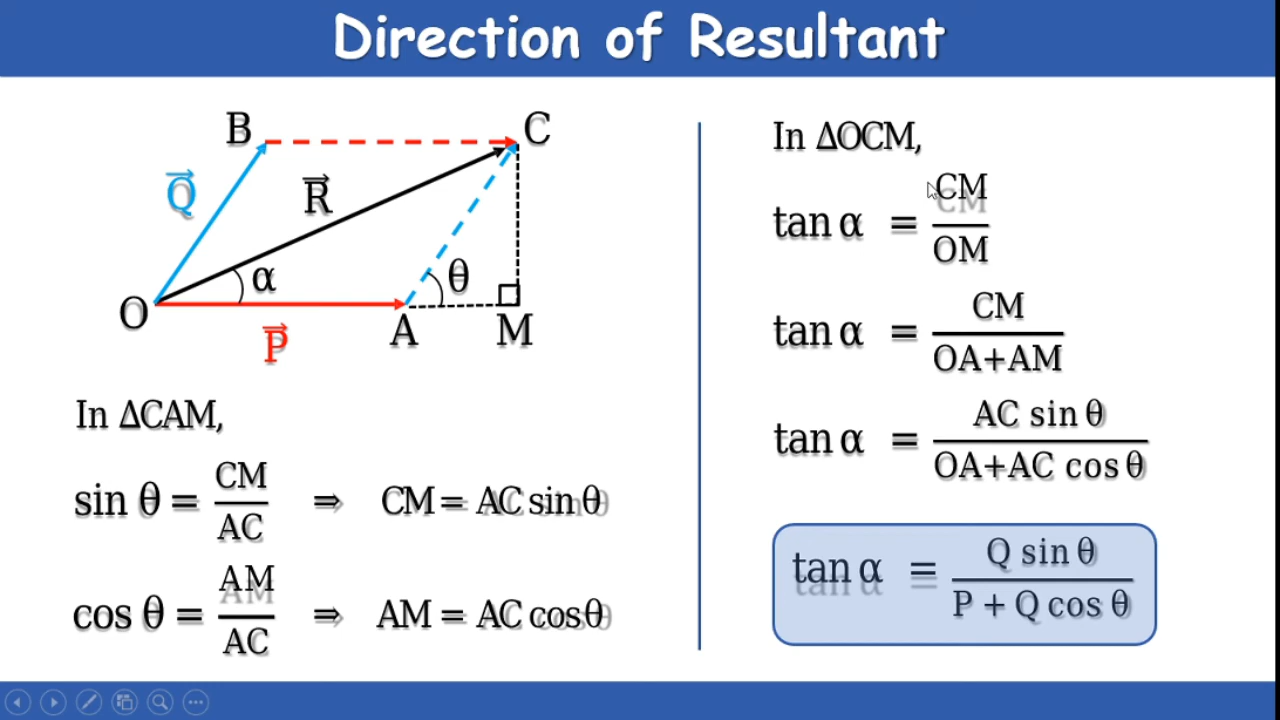 Direction of Resultant
B
C
Q⃗
R⃗
α
θ
O
P⃗
A
M
In ΔCAM,
sin θ = CM/AC ⇒ CM = AC sin θ
cos θ = AM/AC ⇒ AM = AC cos θ
In ΔOCM,
tan α = CM/OM
tan α = CM/OA+AM
tan α = AC sin θ/OA+AC cos θ
tan α = Q sin θ/P + Q cos θ